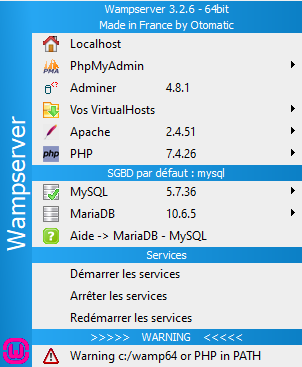 Wampserver 3.2.6 - 64bit
Made in France by Otomatic
Localhost
PhpMyAdmin
Adminer 4.8.1
Vos VirtualHosts
Apache 2.4.51
PHP 7.4.26
SGBD par défaut : mysql
MySQL 5.7.36
MariaDB 10.6.5
Aide -> MariaDB - MySQL
Services
Démarrer les services
Arrêter les services
Redémarrer les services
>>>>> WARNING <<<<<
Warning c:/wamp64 or PHP in PATH
Wampserver